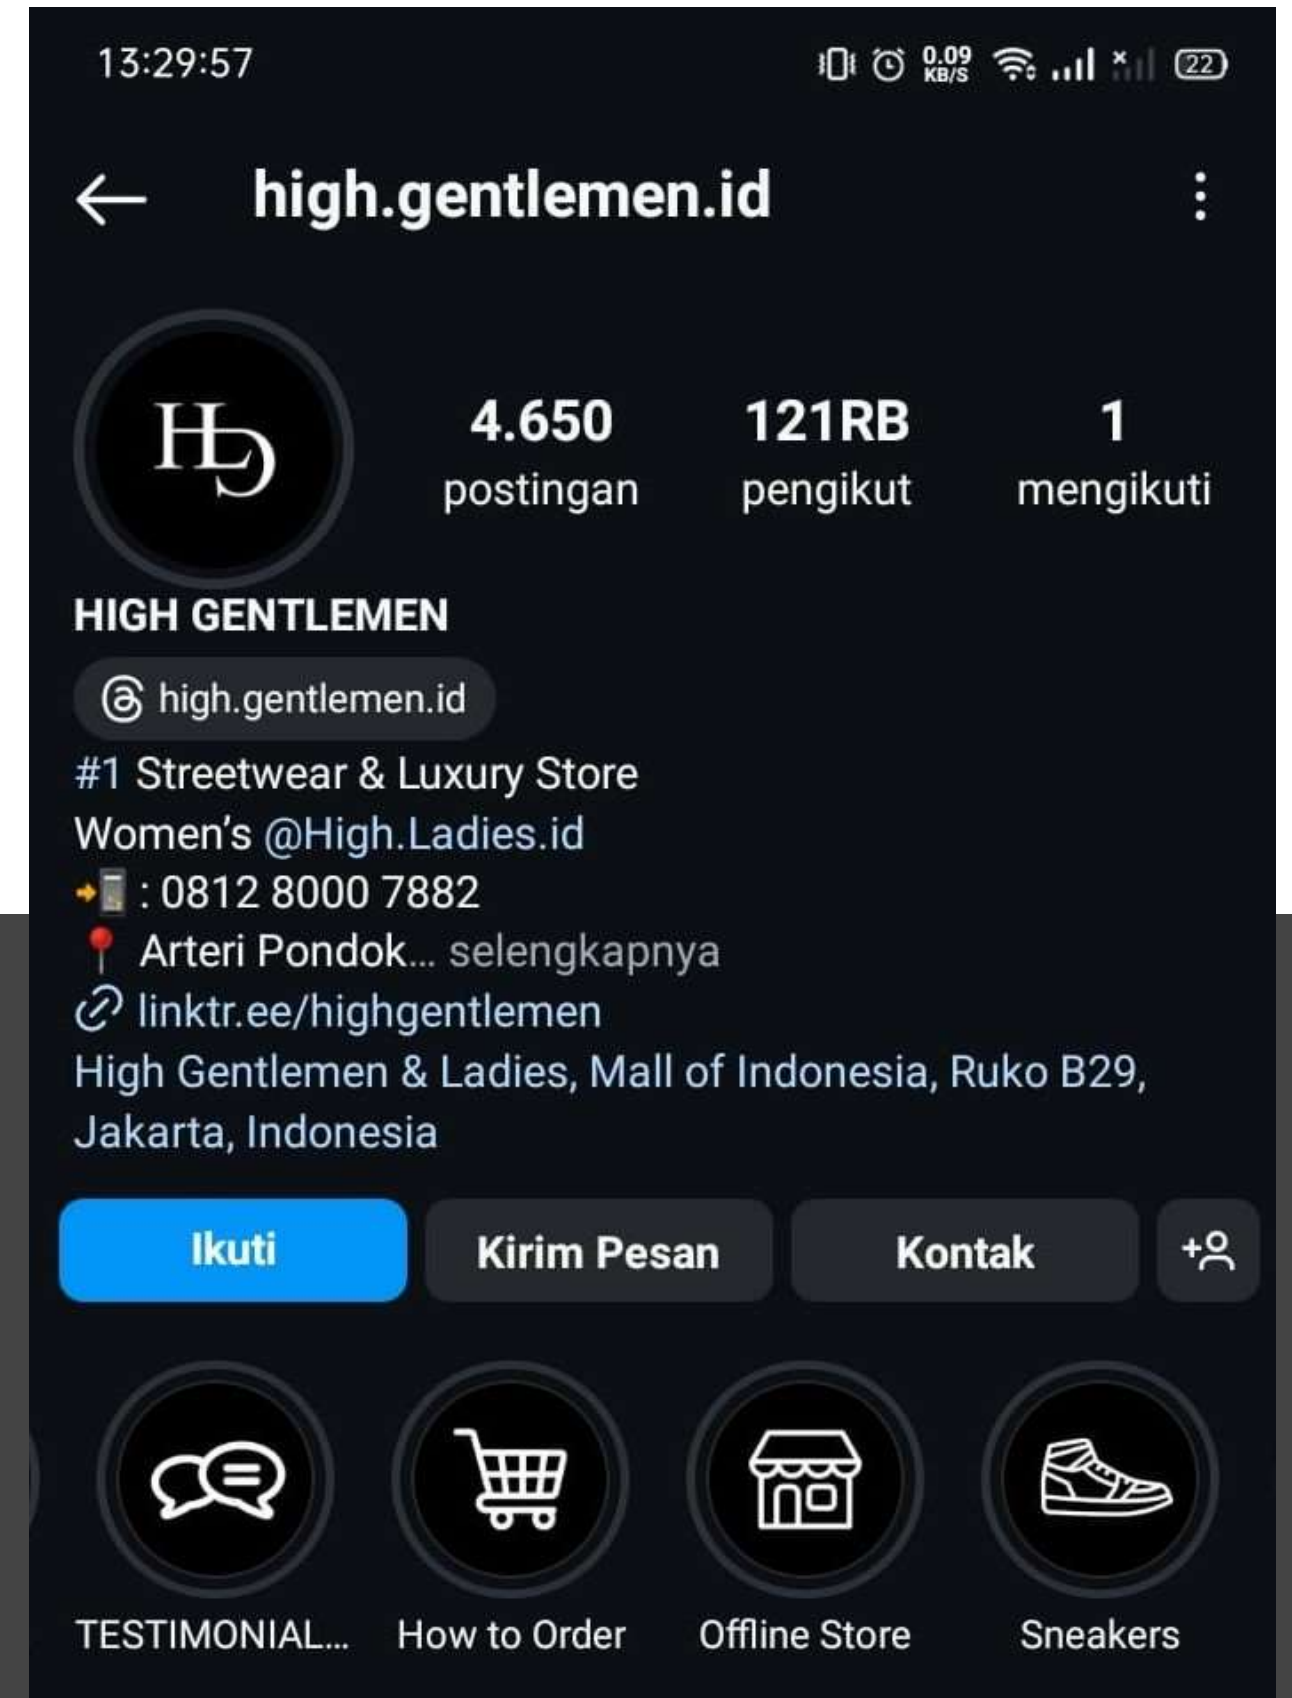 13:29:57
0.09
KB/S
22
high.gentlemen.id
4.650 121RB 1
postingan pengikut mengikuti
HIGH GENTLEMEN
high.gentlemen.id
#1 Streetwear & Luxury Store
Women’s @High.Ladies.id
: 0812 8000 7882
Arteri Pondok... selengkapnya
linktr.ee/highgentlemen
High Gentlemen & Ladies, Mall of Indonesia, Ruko B29,
Jakarta, Indonesia
Ikuti Kirim Pesan Kontak
TESTIMONIAL... How to Order Offline Store Sneakers